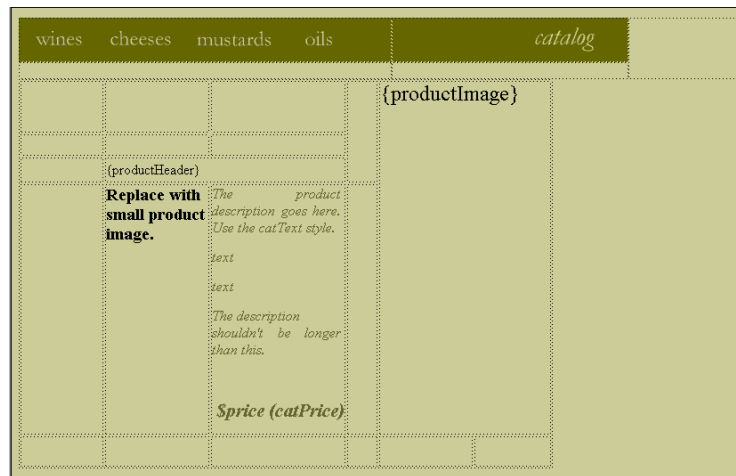 wines cheeses mustards oils catalog
{productImage}
{productHeader}
Replace with
small product
image.
The product
description goes here.
Use the catText style.
text
text
The description
shouldn't be longer
than this.
$price (catPrice)